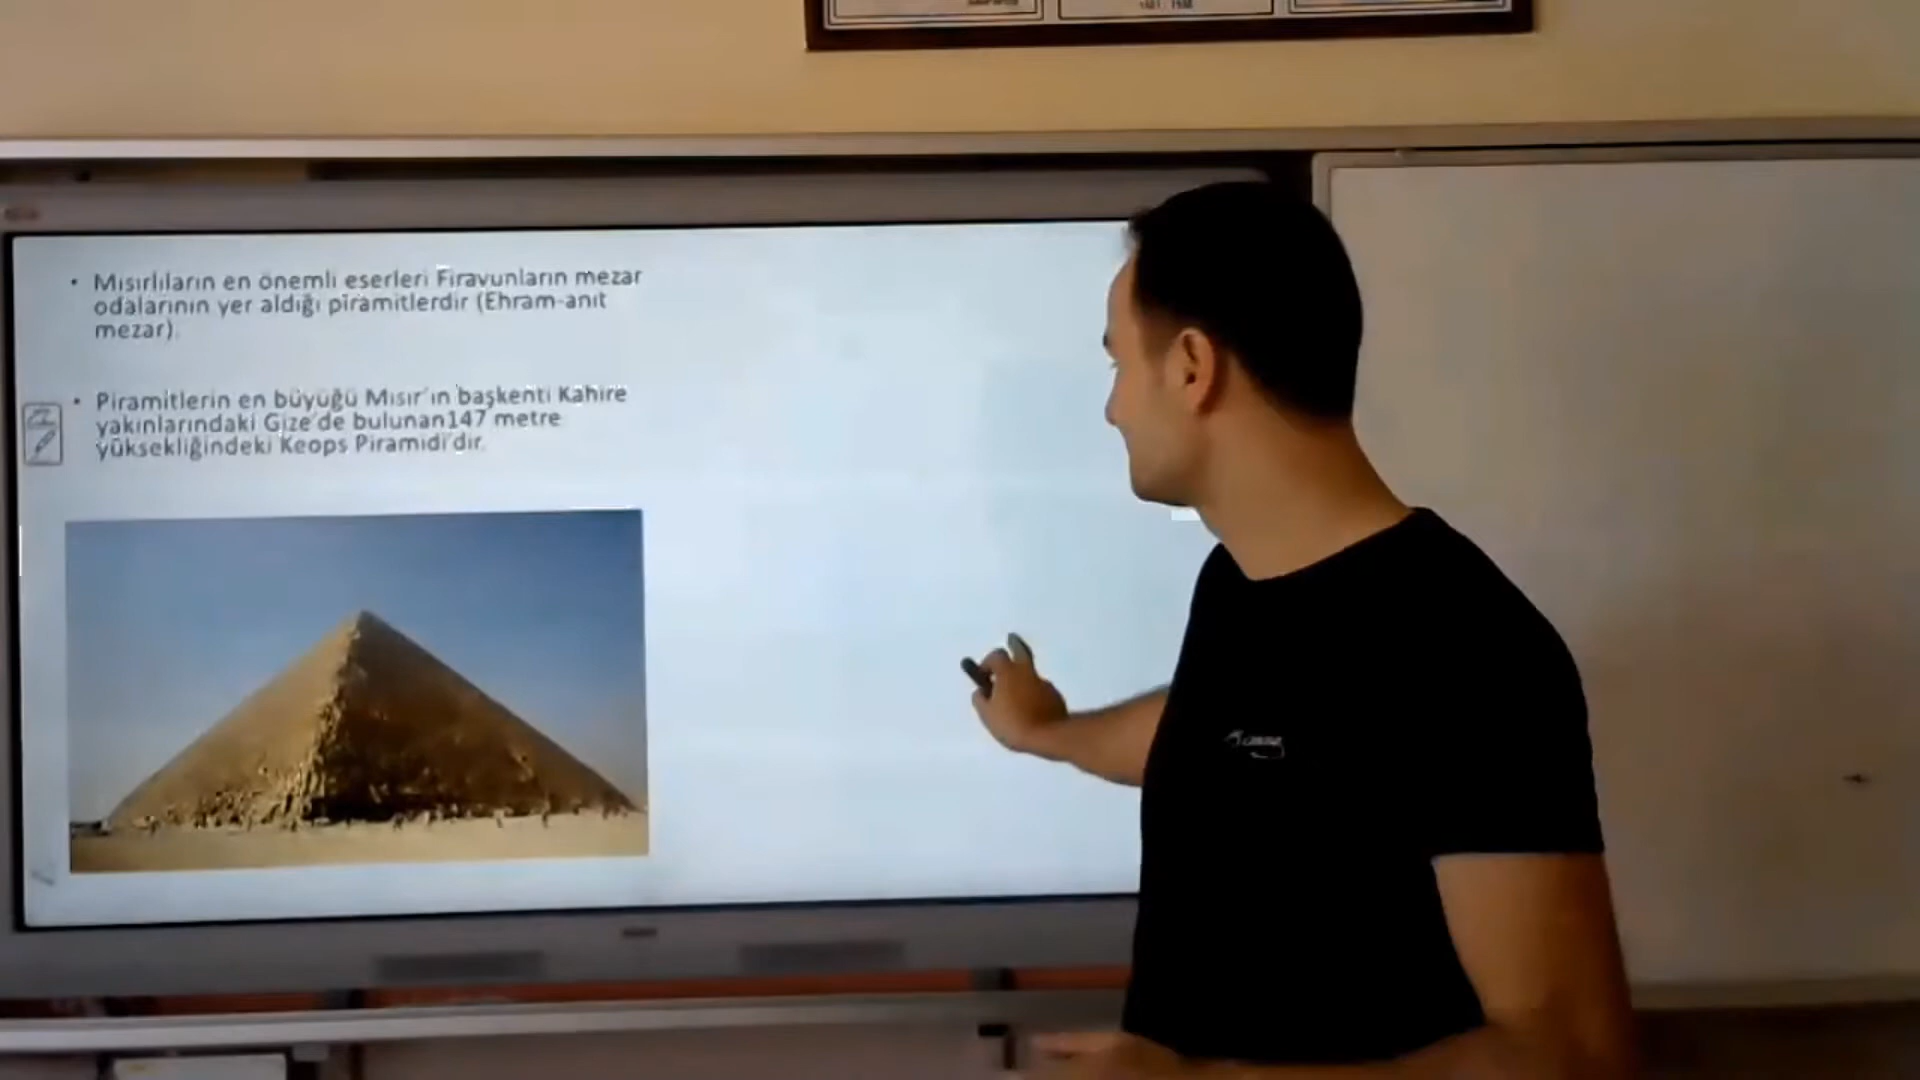 • Mısırlıların en önemli eserleri Firavunların mezar
odalarının yer aldığı piramitlerdir (Ehram-anıt
mezar).
• Piramitlerin en büyüğü Mısır'ın başkenti Kahire
yakınlarındaki Gize'de bulunan147 metre
yüksekliğindeki Keops Piramidi'dir.